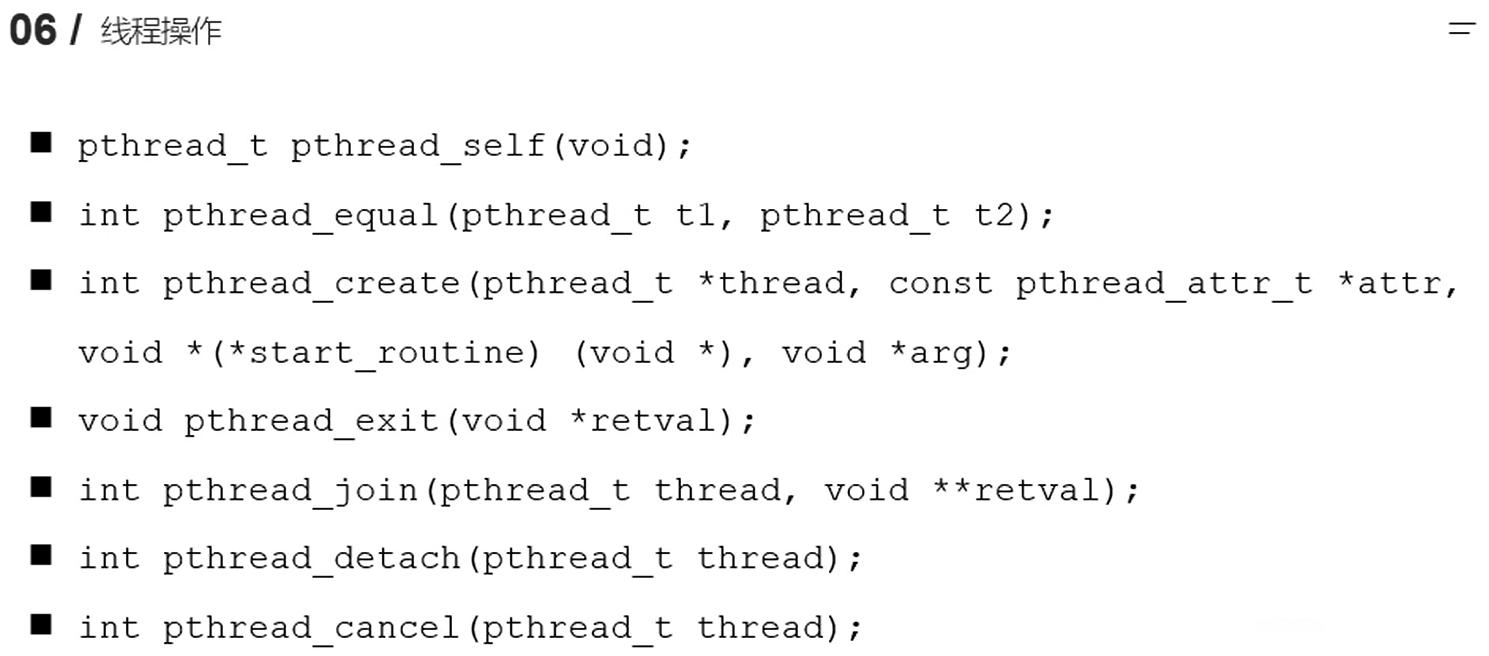 06 / 线程操作
■ pthread_t pthread_self(void);
■ int pthread_equal(pthread_t t1, pthread_t t2);
■ int pthread_create(pthread_t *thread, const pthread_attr_t *attr,
void *(*start_routine) (void *), void *arg);
■ void pthread_exit(void *retval);
■ int pthread_join(pthread_t thread, void **retval);
■ int pthread_detach(pthread_t thread);
■ int pthread_cancel(pthread_t thread);